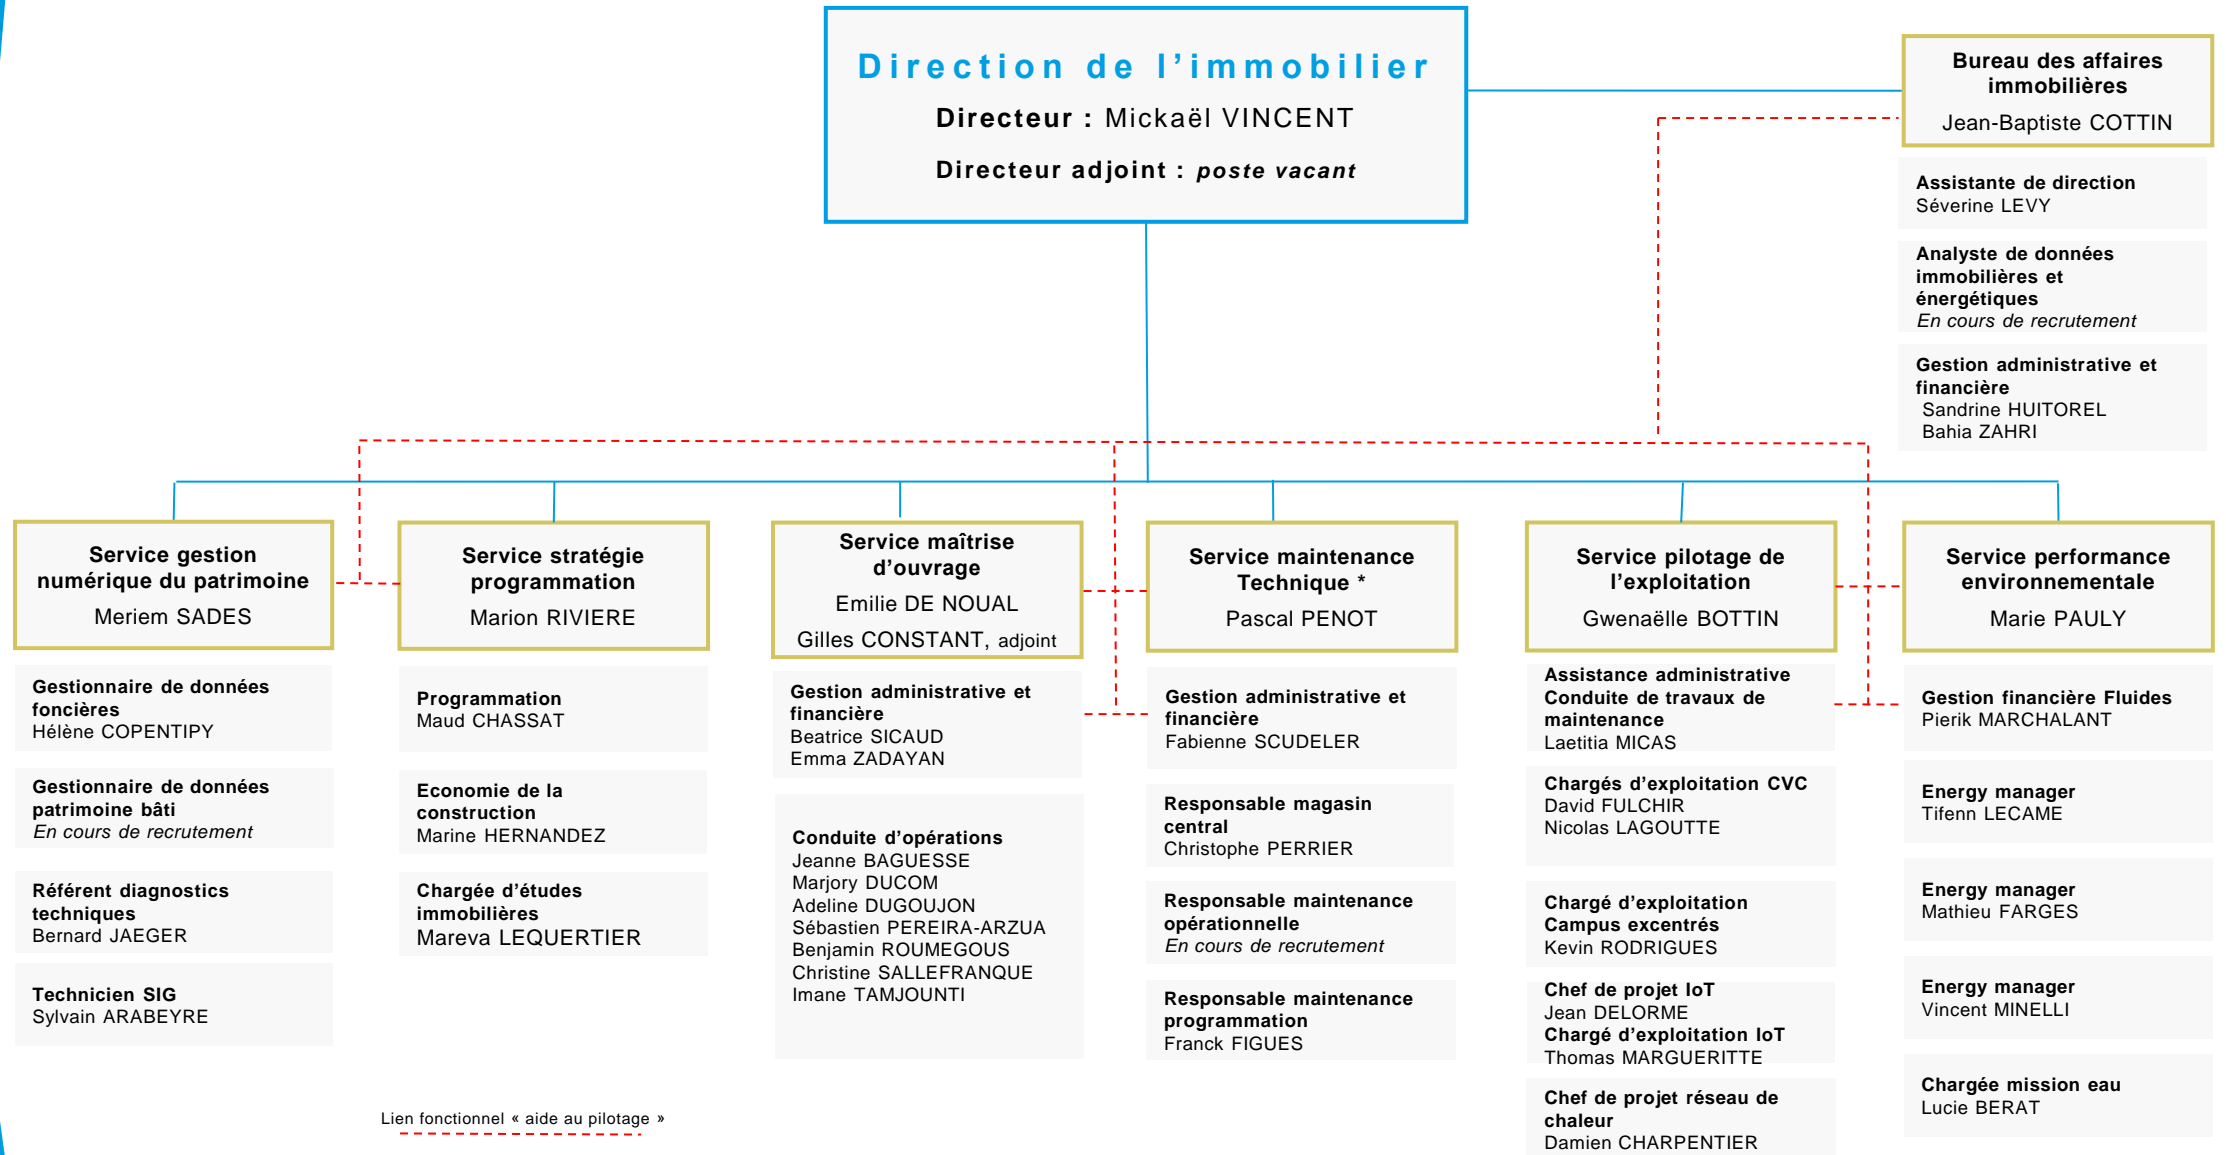 Direction de l’immobilier
Directeur : Mickaël VINCENT
Directeur adjoint : poste vacant
Bureau des affaires
immobilières
Jean-Baptiste COTTIN
Assistante de direction
Séverine LEVY
Analyste de données
immobilières et
énergétiques
En cours de recrutement
Gestion administrative et
financière
Sandrine HUITOREL
Bahia ZAHRI
Service gestion
numérique du patrimoine
Meriem SADES
Gestionnaire de données
foncières
Hélène COPENTIPY
Gestionnaire de données
patrimoine bâti
En cours de recrutement
Référent diagnostics
techniques
Bernard JAEGER
Technicien SIG
Sylvain ARABEYRE
Service stratégie
programmation
Marion RIVIERE
Programmation
Maud CHASSAT
Economie de la
construction
Marine HERNANDEZ
Chargée d’études
immobilières
Mareva LEQUERTIER
Service maîtrise
d’ouvrage
Emilie DE NOUAL
Gilles CONSTANT, adjoint
Gestion administrative et
financière
Beatrice SICAUD
Emma ZADAYAN
Conduite d’opérations
Jeanne BAGUESSE
Marjory DUCOM
Adeline DUGOUJON
Sébastien PEREIRA-ARZUA
Benjamin ROUMEGOUS
Christine SALLEFRANQUE
Imane TAMJOUNTI
Service maintenance
Technique *
Pascal PENOT
Gestion administrative et
financière
Fabienne SCUDELER
Responsable magasin
central
Christophe PERRIER
Responsable maintenance
opérationnelle
En cours de recrutement
Responsable maintenance
programmation
Franck FIGUES
Service pilotage de
l’exploitation
Gwenaëlle BOTTIN
Assistance administrative
Conduite de travaux de
maintenance
Laetitia MICAS
Chargés d’exploitation CVC
David FULCHIR
Nicolas LAGOUTTE
Chargé d’exploitation
Campus excentrés
Kevin RODRIGUES
Chef de projet IoT
Jean DELORME
Chargé d’exploitation IoT
Thomas MARGUERITTE
Chef de projet réseau de
chaleur
Damien CHARPENTIER
Service performance
environnementale
Marie PAULY
Gestion financière Fluides
Pierik MARCHALANT
Energy manager
Tifenn LECAME
Energy manager
Mathieu FARGES
Energy manager
Vincent MINELLI
Chargée mission eau
Lucie BERAT
Lien fonctionnel « aide au pilotage »